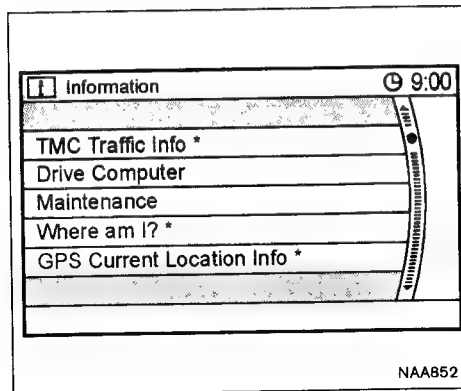 i Information 9:00
TMC Traffic Info *
Drive Computer
Maintenance
Where am I? *
GPS Current Location Info *
NAA852